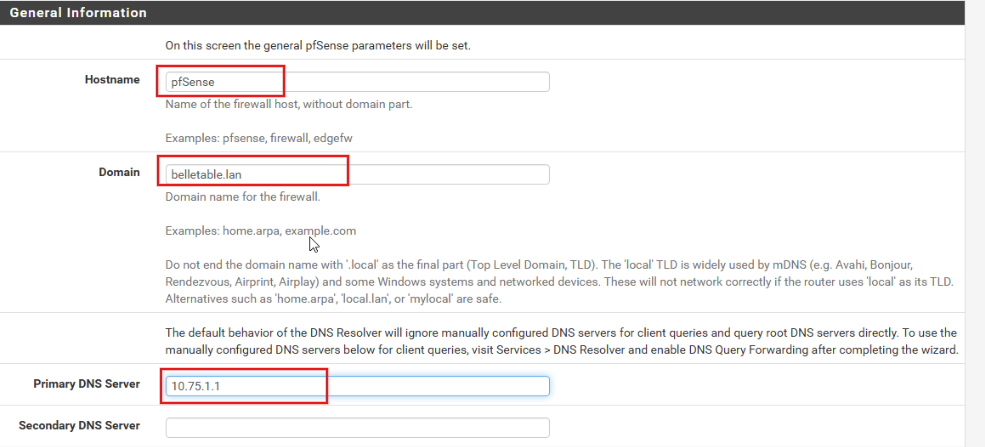 General Information
On this screen the general pfSense parameters will be set.
Hostname
pfSense
Name of the firewall host, without domain part.
Examples: pfsense, firewall, edgefw
Domain
belletable.lan
Domain name for the firewall.
Examples: home.arpa, example.com
Do not end the domain name with '.local' as the final part (Top Level Domain, TLD). The 'local' TLD is widely used by mDNS (e.g. Avahi, Bonjour,
Rendezvous, Airprint, Airplay) and some Windows systems and networked devices. These will not network correctly if the router uses 'local' as its TLD.
Alternatives such as 'home.arpa', 'local.lan', or 'mylocal' are safe.
The default behavior of the DNS Resolver will ignore manually configured DNS servers for client queries and query root DNS servers directly. To use the
manually configured DNS servers below for client queries, visit Services > DNS Resolver and enable DNS Query Forwarding after completing the wizard.
Primary DNS Server
10.75.1.1
Secondary DNS Server